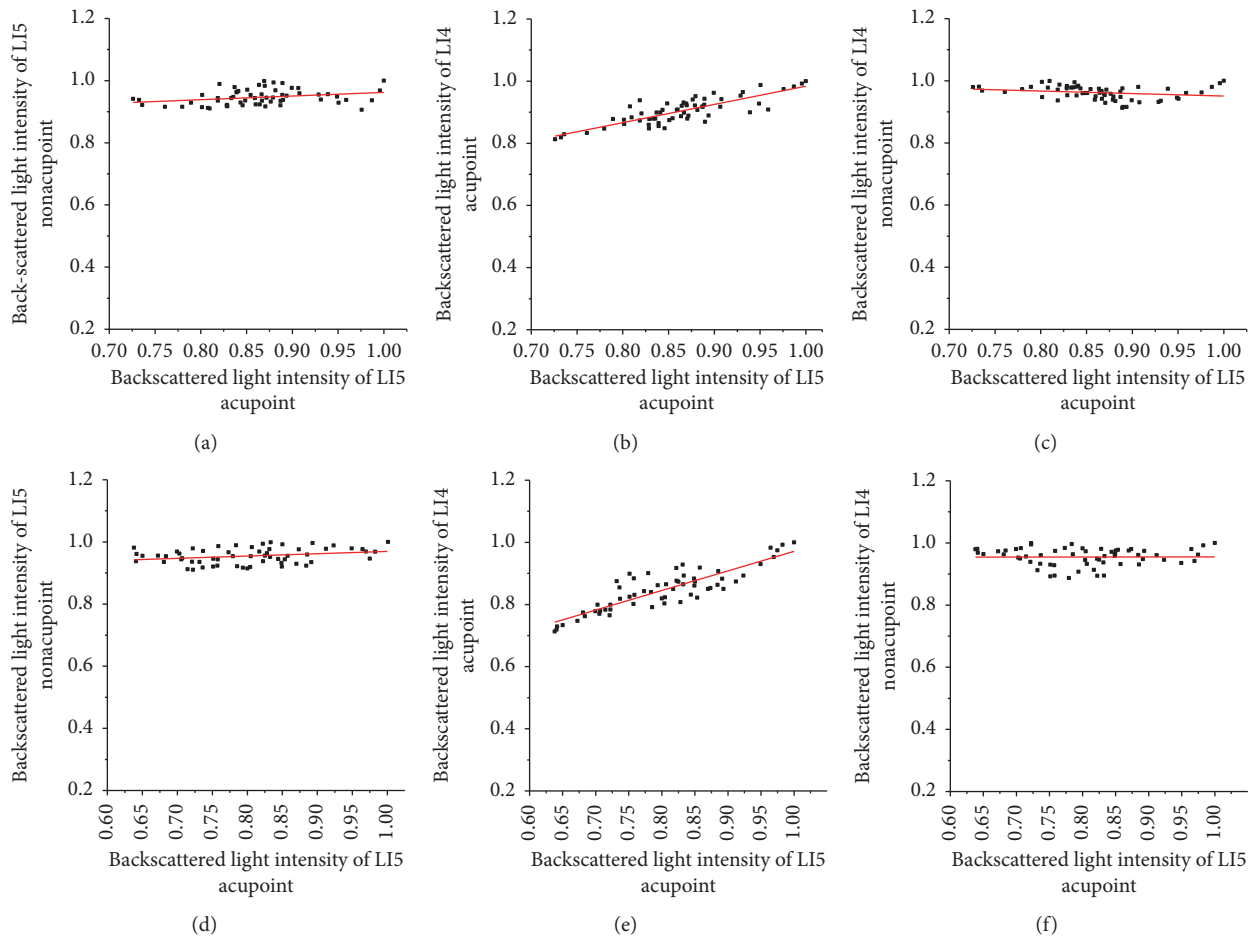 Back-scattered light intensity of LI5
nonacupoint
1.2
1.0
0.8
0.6
0.4
0.2
0.70 0.75 0.80 0.85 0.90 0.95 1.00
Backscattered light intensity of LI5
acupoint
(a)
Backscattered light intensity of LI4
acupoint
1.2
1.0
0.8
0.6
0.4
0.2
0.70 0.75 0.80 0.85 0.90 0.95 1.00
Backscattered light intensity of LI5
acupoint
(b)
Backscattered light intensity of LI4
nonacupoint
1.2
1.0
0.8
0.6
0.4
0.2
0.70 0.75 0.80 0.85 0.90 0.95 1.00
Backscattered light intensity of LI5
acupoint
(c)
Backscattered light intensity of LI5
nonacupoint
1.2
1.0
0.8
0.6
0.4
0.2
0.60 0.65 0.70 0.75 0.80 0.85 0.90 0.95 1.00
Backscattered light intensity of LI5
acupoint
(d)
Backscattered light intensity of LI4
acupoint
1.2
1.0
0.8
0.6
0.4
0.2
0.60 0.65 0.70 0.75 0.80 0.85 0.90 0.95 1.00
Backscattered light intensity of LI5
acupoint
(e)
Backscattered light intensity of LI4
nonacupoint
1.2
1.0
0.8
0.6
0.4
0.2
0.60 0.65 0.70 0.75 0.80 0.85 0.90 0.95 1.00
Backscattered light intensity of LI5
acupoint
(f)